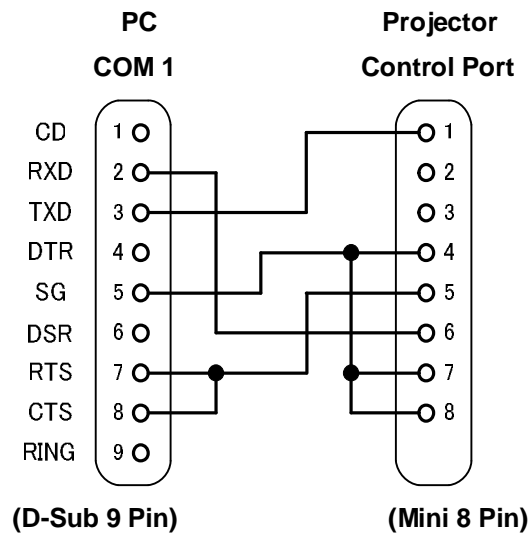 PC Projector
COM 1 Control Port
CD 1 1
RXD 2 2
TXD 3 3
DTR 4 4
SG 5 5
DSR 6 6
RTS 7 7
CTS 8 8
RING 9
(D-Sub 9 Pin) (Mini 8 Pin)